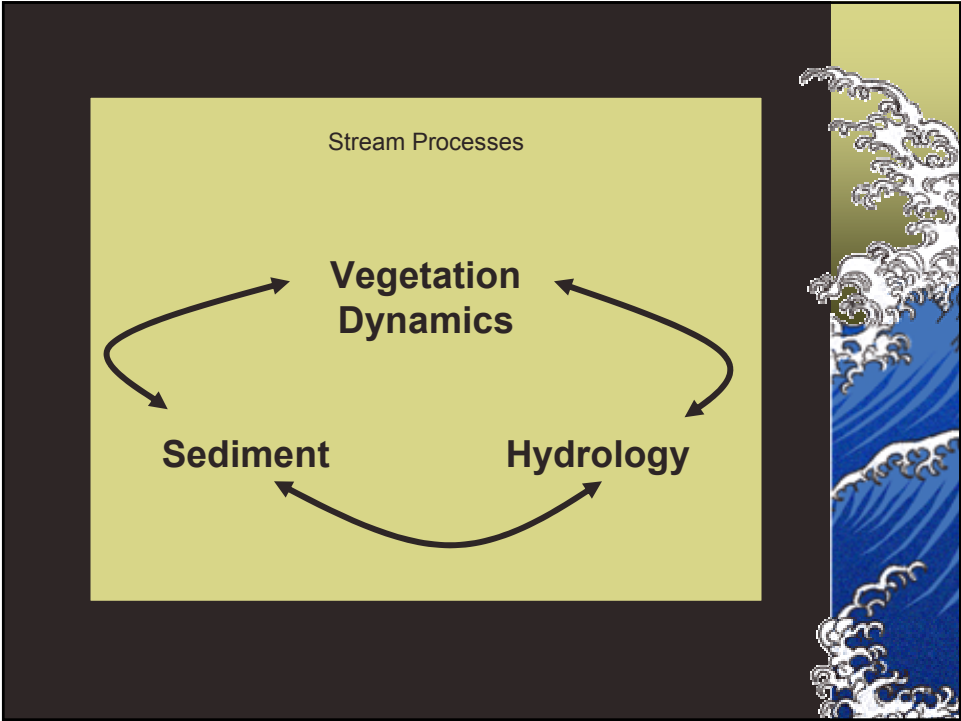 Stream Processes
Vegetation
Dynamics
Sediment
Hydrology